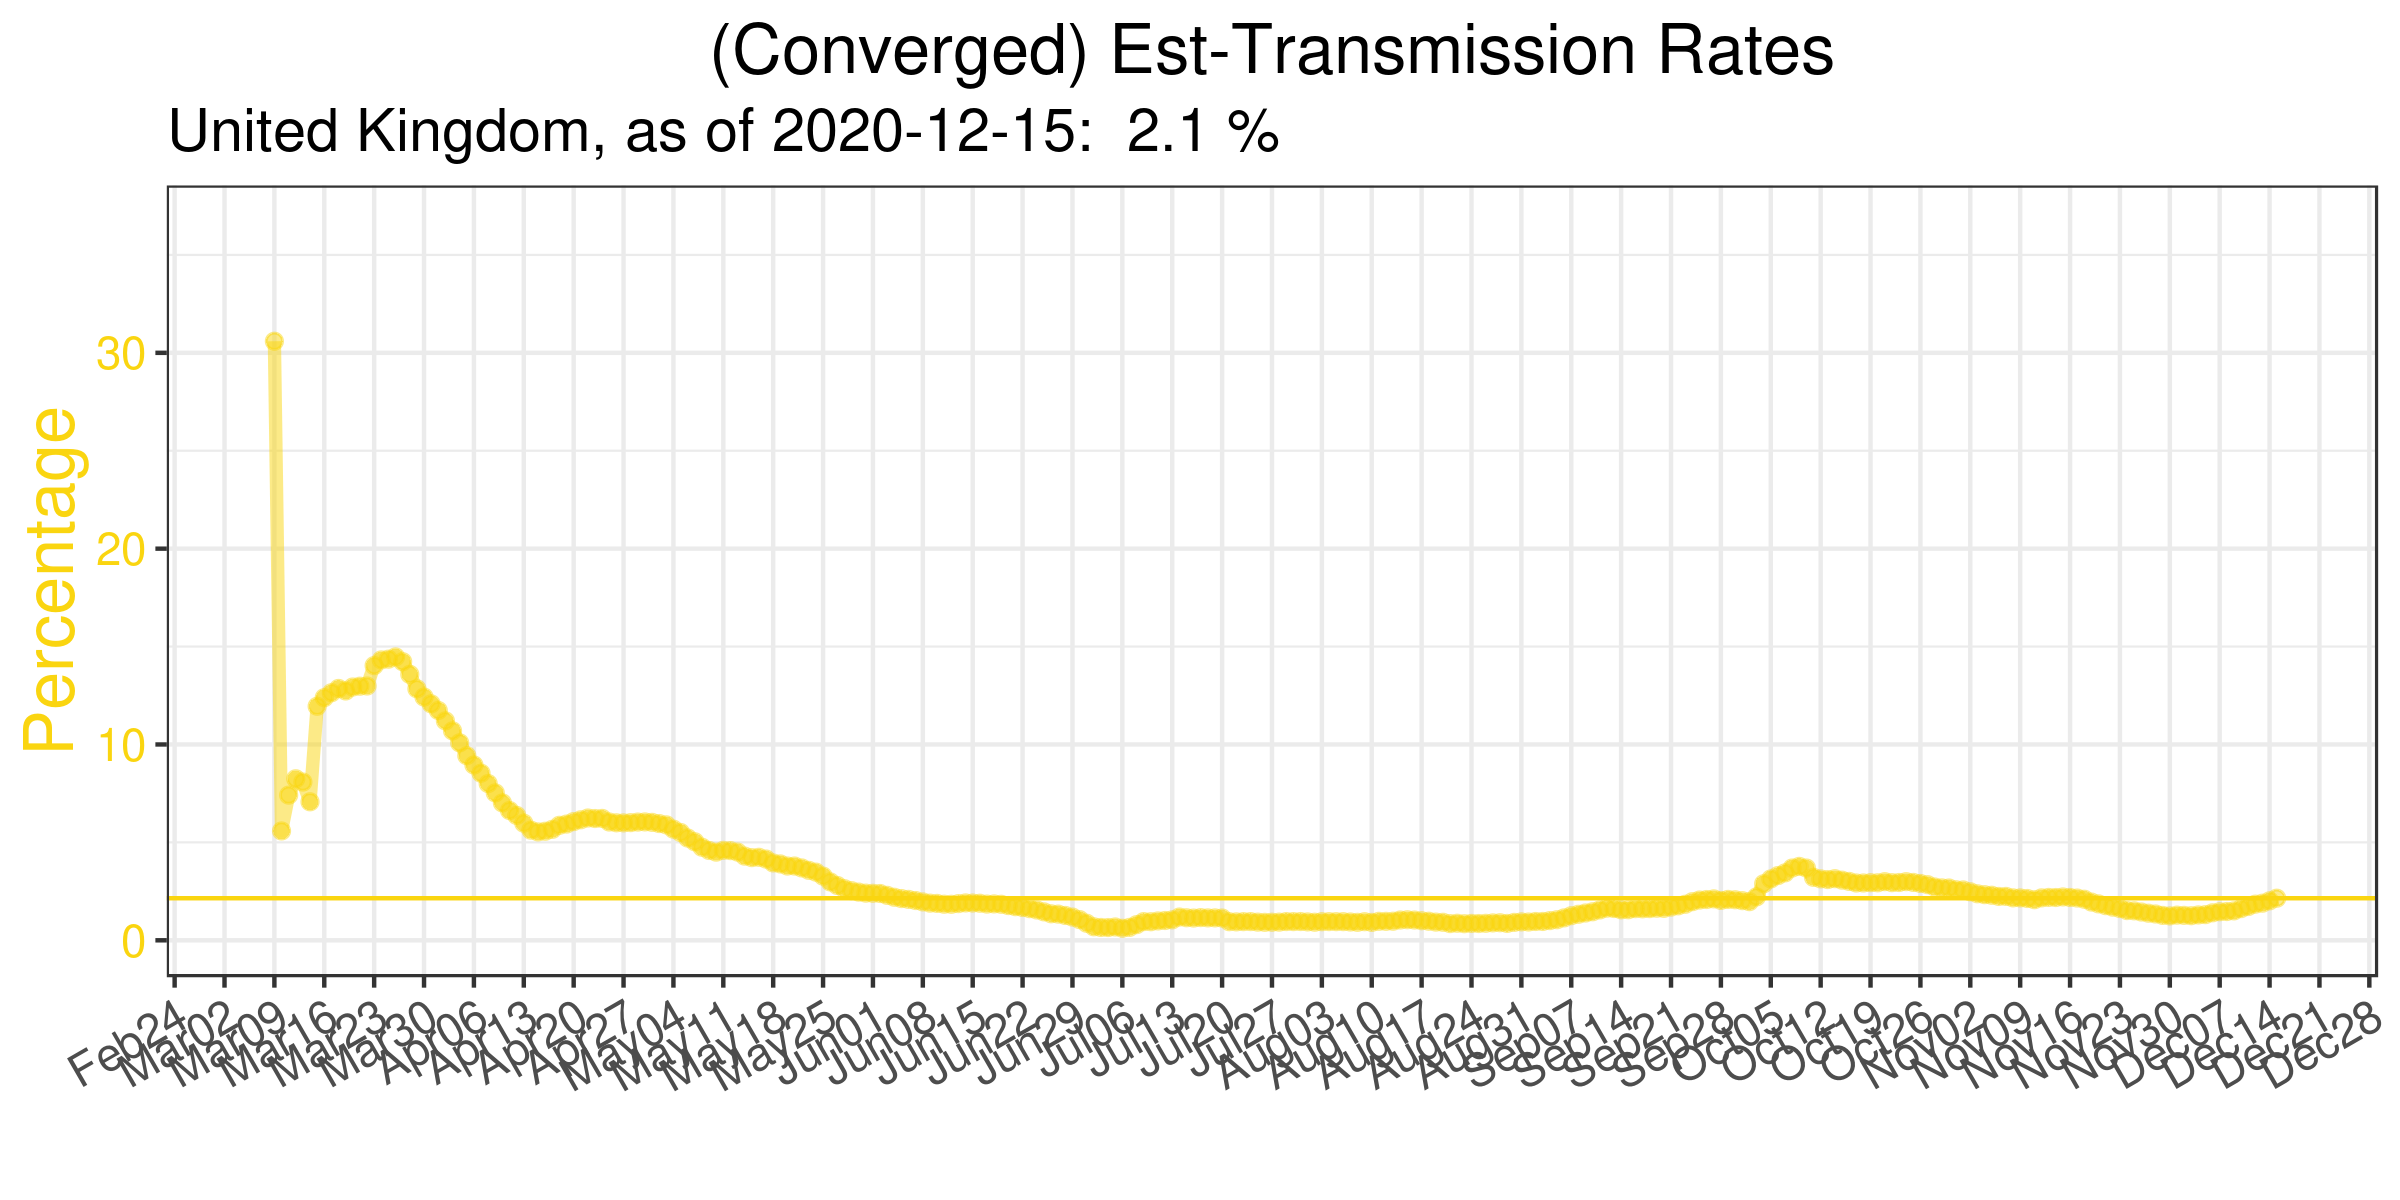 (Converged) Est-Transmission Rates
United Kingdom, as of 2020-12-15: 2.1 %
Percentage
30
20
10
0
Feb24
Mar02
Mar09
Mar16
Mar23
Mar30
Apr06
Apr13
Apr20
Apr27
May04
May11
May18
May25
Jun01
Jun08
Jun15
Jun22
Jun29
Jul06
Jul13
Jul20
Jul27
Aug03
Aug10
Aug17
Aug24
Aug31
Sep07
Sep14
Sep21
Sep28
Oct05
Oct12
Oct19
Oct26
Nov02
Nov09
Nov16
Nov23
Nov30
Dec07
Dec14
Dec21
Dec28